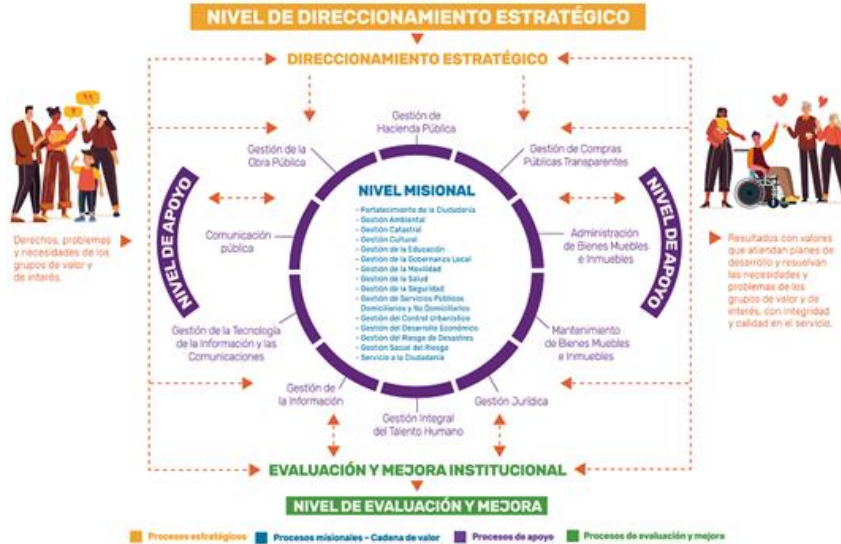 NIVEL DE DIRECCIONAMIENTO ESTRATÉGICO
DIRECCIONAMIENTO ESTRATÉGICO
Gestión de
Hacienda Pública
Gestión de la
Obra Pública
Gestión de Compras
Públicas Transparentes
NIVEL DE APOYO
Comunicación
pública
Administración
de Bienes Muebles
e Inmuebles
NIVEL DE APOYO
Derechos, problemas
y necesidades de los
grupos de valor y
de interés.
NIVEL MISIONAL
- Fortalecimiento de la Ciudadanía
- Gestión Ambiental
- Gestión Catastral
- Gestión Cultural
- Gestión de la Educación
- Gestión de la Gobernanza Local
- Gestión de la Movilidad
- Gestión de la Salud
- Gestión de la Seguridad
- Gestión de Servicios Públicos
Domiciliarios y No Domiciliarios
- Gestión del Control Urbanístico
- Gestión del Desarrollo Económico
- Gestión del Riesgo de Desastres
- Gestión Social del Riesgo
- Servicio a la Ciudadanía
Resultados con valores
que atiendan planes de
desarrollo y resuelvan
las necesidades y
problemas de los
grupos de valor y de
interés, con integridad
y calidad en el servicio.
Gestión de la Tecnología
de la Información y las
Comunicaciones
Mantenimiento
de Bienes Muebles
e Inmuebles
Gestión de
la Información
Gestión Jurídica
Gestión Integral
del Talento Humano
EVALUACIÓN Y MEJORA INSTITUCIONAL
NIVEL DE EVALUACIÓN Y MEJORA
Procesos estratégicos
Procesos misionales - Cadena de valor
Procesos de apoyo
Procesos de evaluación y mejora